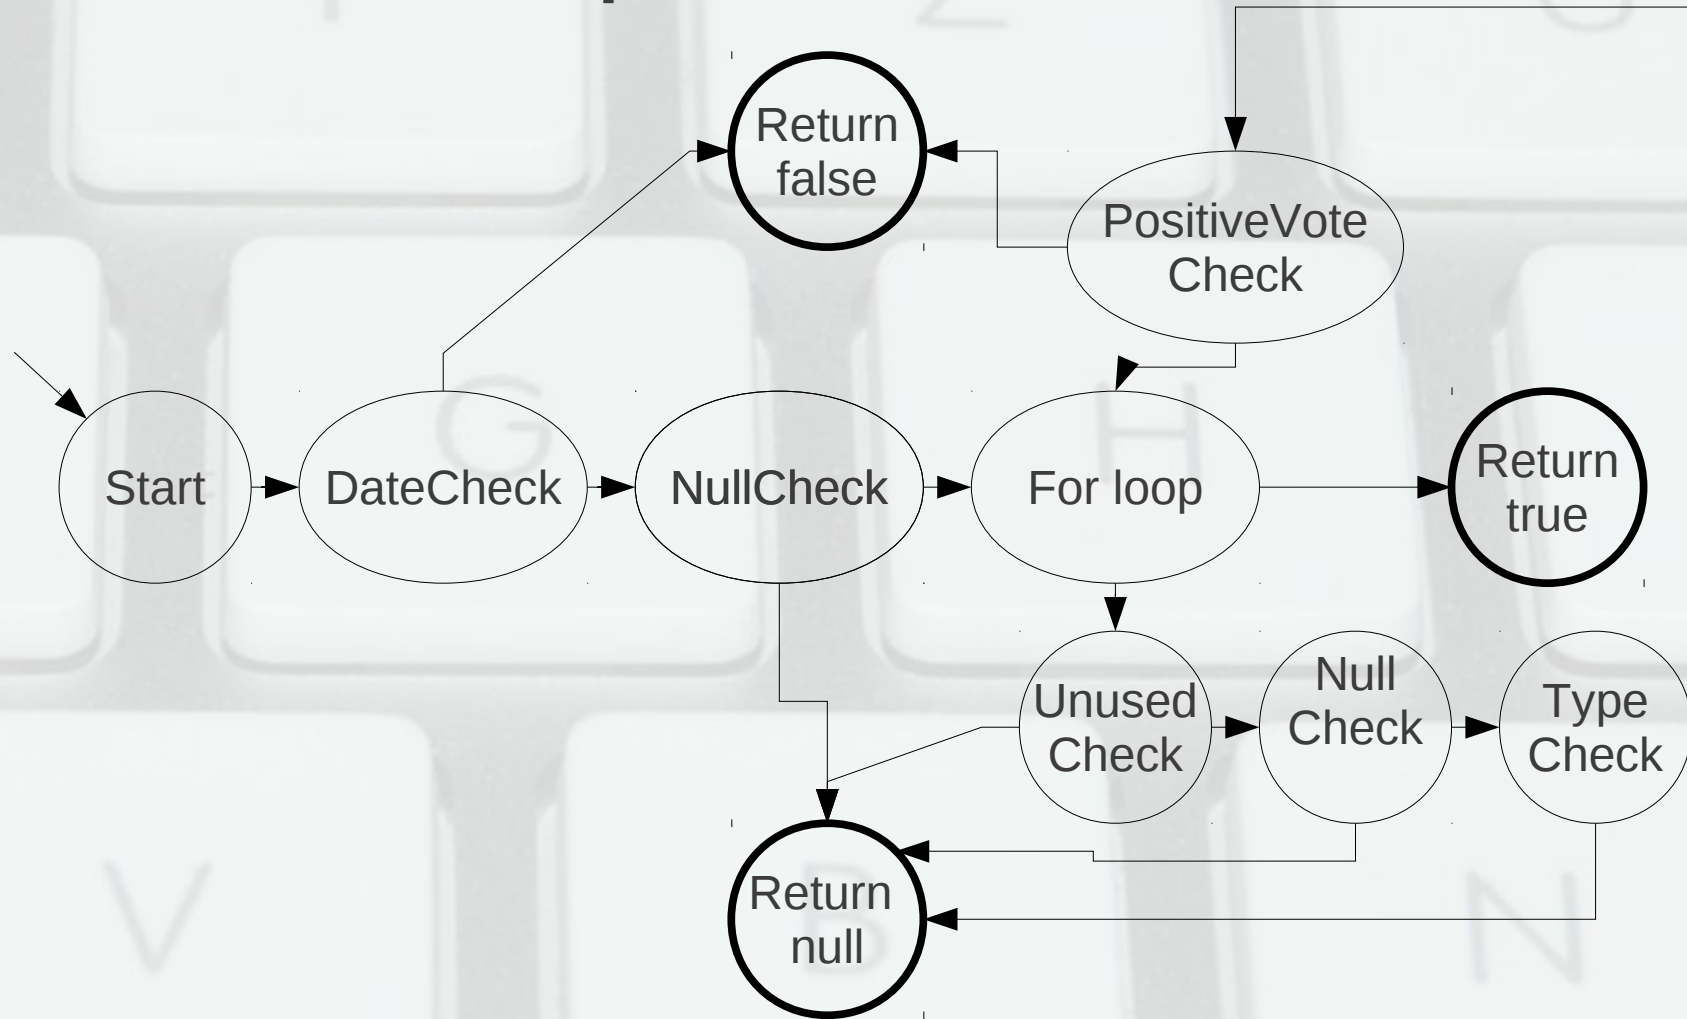 Return
false
PositiveVote
Check
Start
DateCheck
NullCheck
For loop
Return
true
Unused
Check
Null
Check
Type
Check
Return
null
G
H
V
B
N
Z